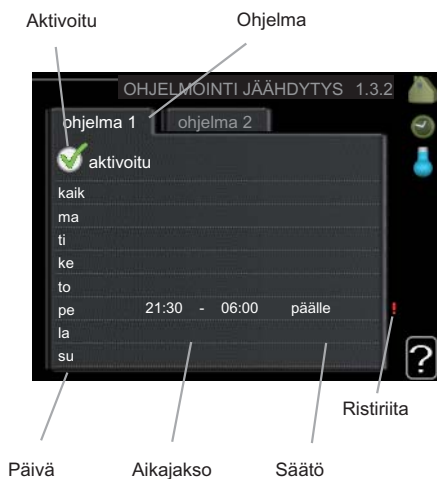 Aktivoitu Ohjelma
OHJELMOINTI JÄÄHDYTYS 1.3.2
ohjelma 1 ohjelma 2
aktivoitu
kaik
ma
ti
ke
to
pe 21:30 - 06:00 päälle !
la
su
?
Ristiriita
Päivä Aikajakso Säätö